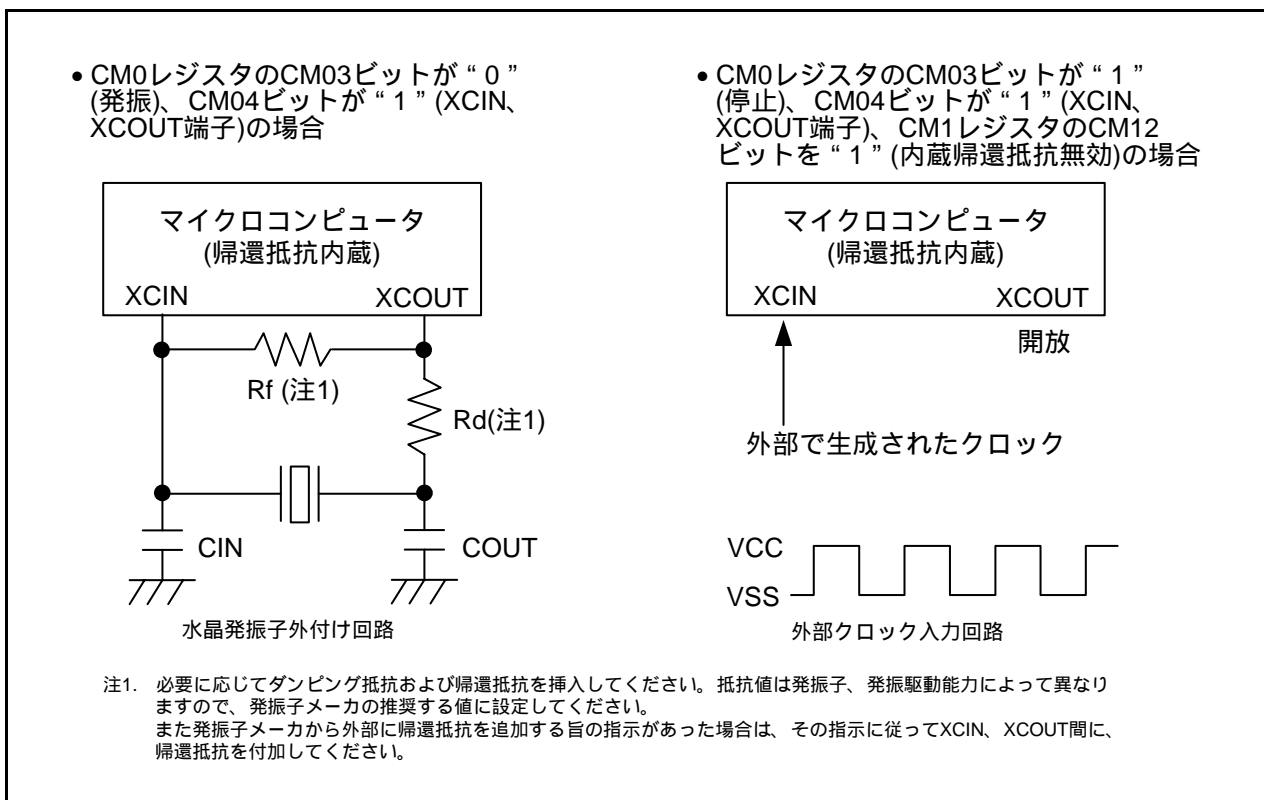 • CM0レジスタのCM03ビットが“0”
(発振)、CM04ビットが“1”(XCIN、
XCOUT端子)の場合
マイクロコンピュータ
(帰還抵抗内蔵)
XCIN
XCOUT
Rf (注1)
Rd(注1)
CIN
COUT
水晶発振子外付け回路
• CM0レジスタのCM03ビットが“1”
(停止)、CM04ビットが“1”(XCIN、
XCOUT端子)、CM1レジスタのCM12
ビットを“1”(内蔵帰還抵抗無効)の場合
マイクロコンピュータ
(帰還抵抗内蔵)
XCIN
XCOUT
開放
外部で生成されたクロック
VCC
VSS
外部クロック入力回路
注1. 必要に応じてダンピング抵抗および帰還抵抗を挿入してください。抵抗値は発振子、発振駆動能力によって異なり
ますので、発振子メーカの推奨する値に設定してください。
また発振子メーカから外部に帰還抵抗を追加する旨の指示があった場合は、その指示に従ってXCIN、XCOUT間に、
帰還抵抗を付加してください。